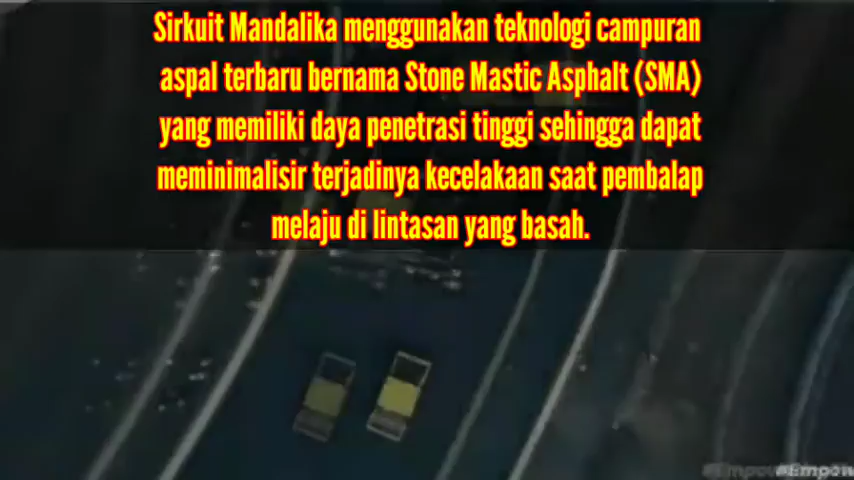 Sirkuit Mandalika menggunakan teknologi campuran
aspal terbaru bernama Stone Mastic Asphalt (SMA)
yang memiliki daya penetrasi tinggi sehingga dapat
meminimalisir terjadinya kecelakaan saat pembalap
melaju di lintasan yang basah.